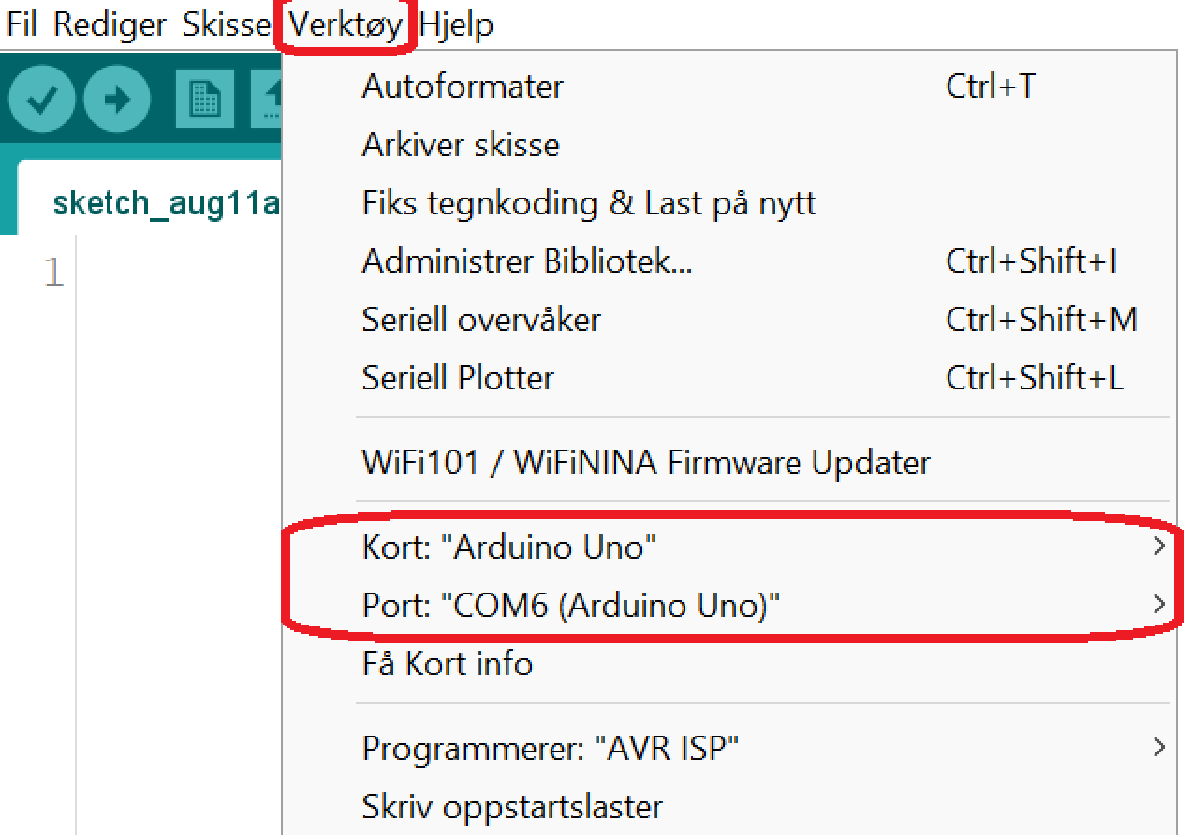 Fil Rediger Skisse Verktøy Hjelp
Autoformater Ctrl+T
Arkiver skisse
sketch_aug11a
Fiks tegnkoding & Last på nytt
1
Administrer Bibliotek... Ctrl+Shift+I
Seriell overvåker Ctrl+Shift+M
Seriell Plotter Ctrl+Shift+L
WiFi101 / WiFiNINA Firmware Updater
Kort: "Arduino Uno"
Port: "COM6 (Arduino Uno)"
Få Kort info
Programmerer: "AVR ISP"
Skriv oppstartslaster